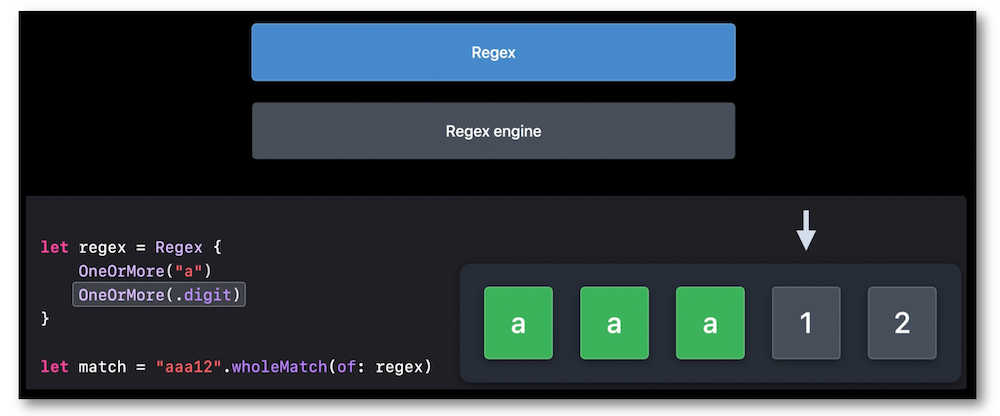 Regex
Regex engine
let regex = Regex {
    OneOrMore("a")
    OneOrMore(.digit)
}
let match = "aaa12".wholeMatch(of: regex)
a a a 1 2